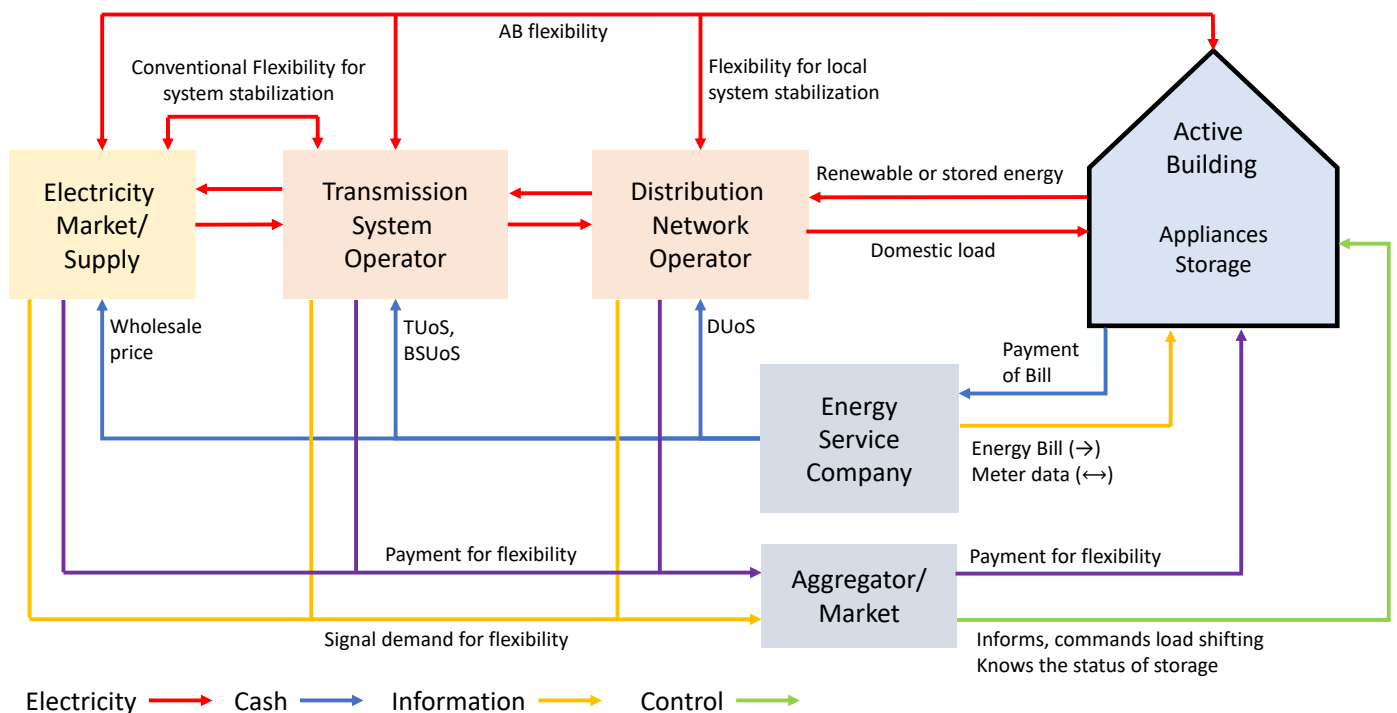 AB flexibility
Conventional Flexibility for
system stabilization
Flexibility for local
system stabilization
Electricity
Market/
Supply
Transmission
System
Operator
Distribution
Network
Operator
Renewable or stored energy
Domestic load
Active
Building
Appliances
Storage
Wholesale
price
TUoS,
BSUoS
DUoS
Payment
of Bill
Energy
Service
Company
Energy Bill (→)
Meter data (↔)
Payment for flexibility
Aggregator/
Market
Payment for flexibility
Signal demand for flexibility
Informs, commands load shifting
Knows the status of storage
Electricity Cash Information Control